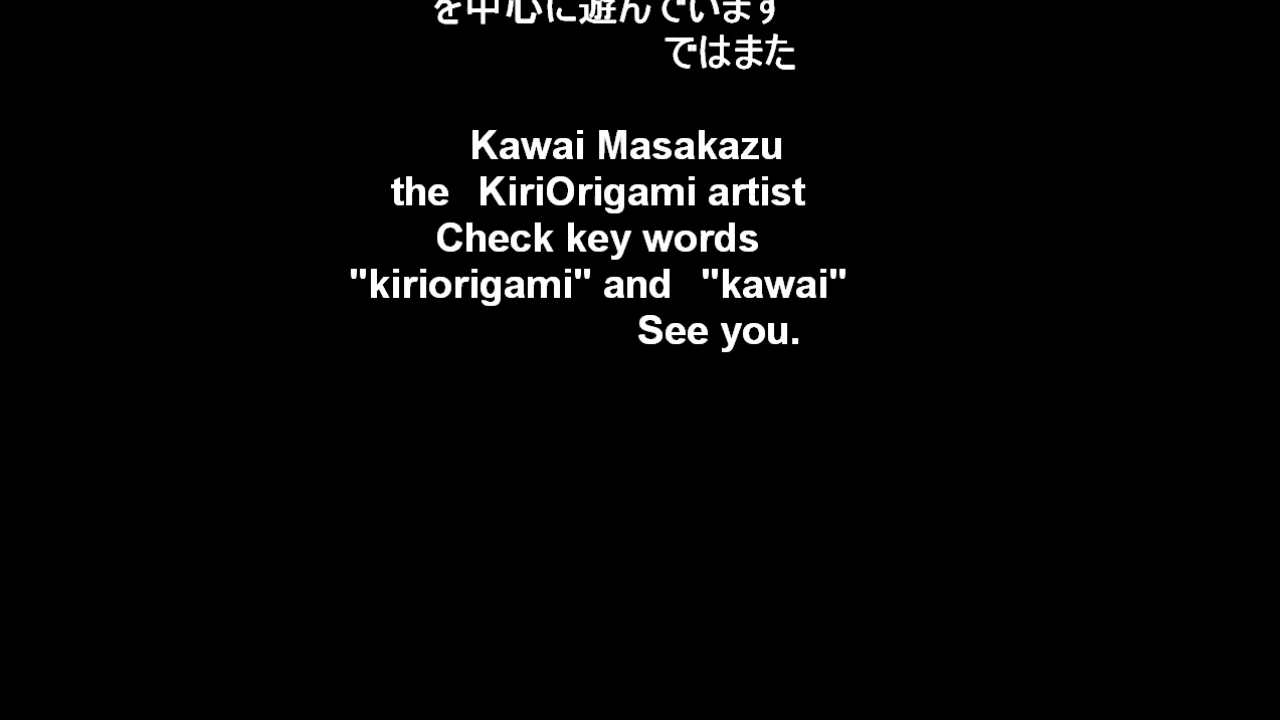 を中心に遊んでいます
ではまた
Kawai Masakazu
the KiriOrigami artist
Check key words
"kiriorigami" and "kawai"
See you.